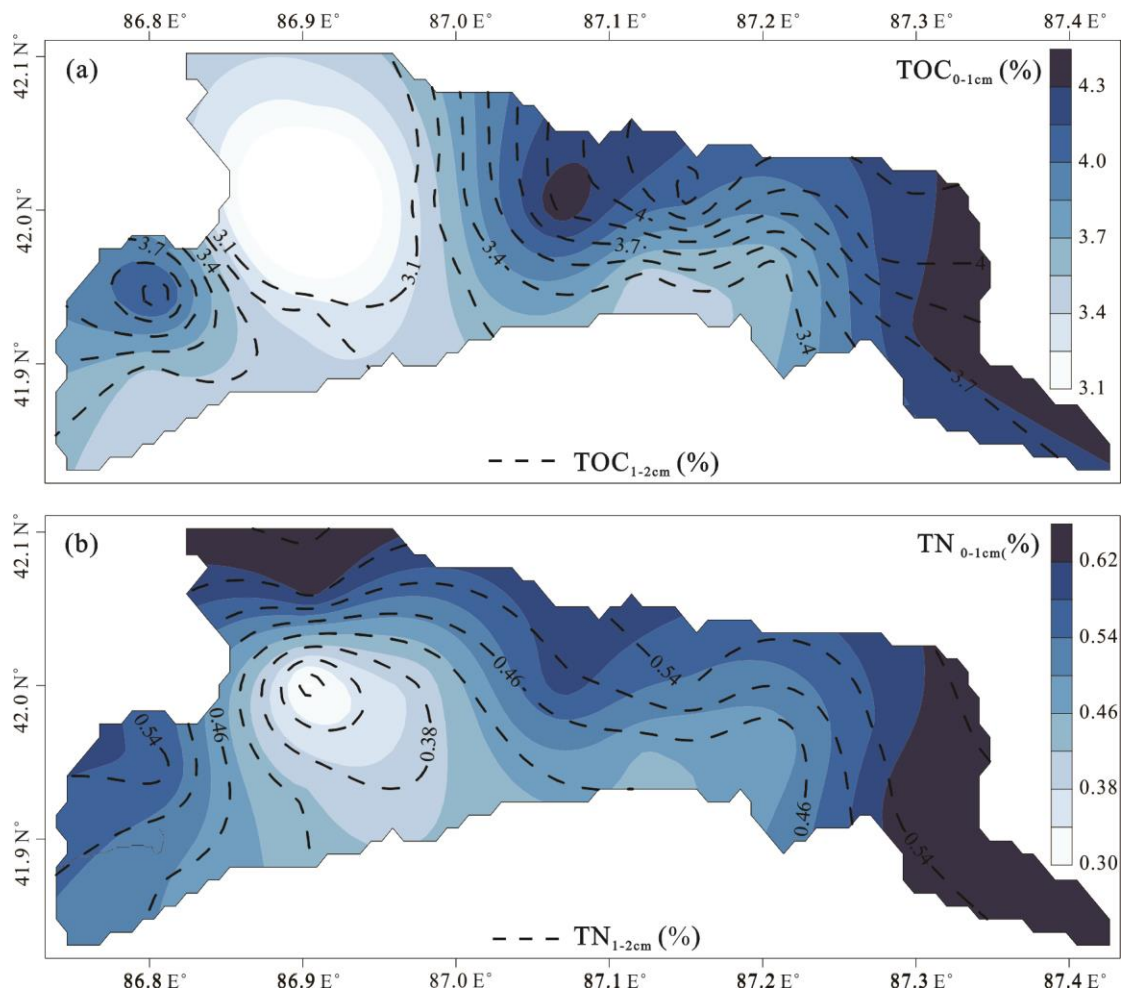 86.8 E° 86.9 E° 87.0 E° 87.1 E° 87.2 E° 87.3 E° 87.4 E°
(a)
TOC0-1cm (%)
42.1 N°
42.0 N°
41.9 N°
4.3
4.0
3.7
3.4
3.1
3.7
3.4
3.1
3.1
3.4
4
3.7
3.4
4
3.7
TOC1-2cm (%)
(b)
TN 0-1cm( %)
42.1 N°
42.0 N°
41.9 N°
0.62
0.54
0.46
0.38
0.30
0.54
0.46
0.38
0.46
0.54
0.46
0.54
TN1-2cm (%)
86.8 E° 86.9 E° 87.0 E° 87.1 E° 87.2 E° 87.3 E° 87.4 E°